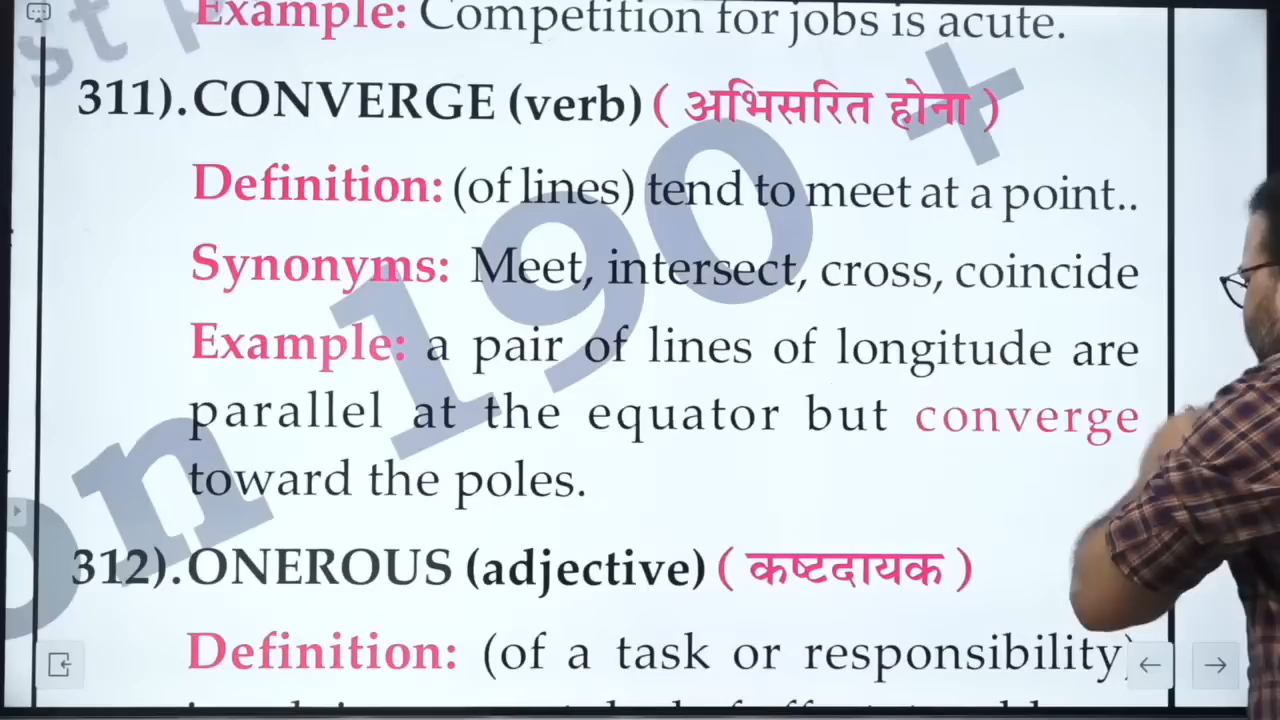 Example: Competition for jobs is acute.
311).CONVERGE (verb) ( अभिसरित होना )
Definition: (of lines) tend to meet at a point..
Synonyms: Meet, intersect, cross, coincide
Example: a pair of lines of longitude are
parallel at the equator but converge
toward the poles.
312).ONEROUS (adjective) ( कष्टदायक )
Definition: (of a task or responsibility)
on 190 +